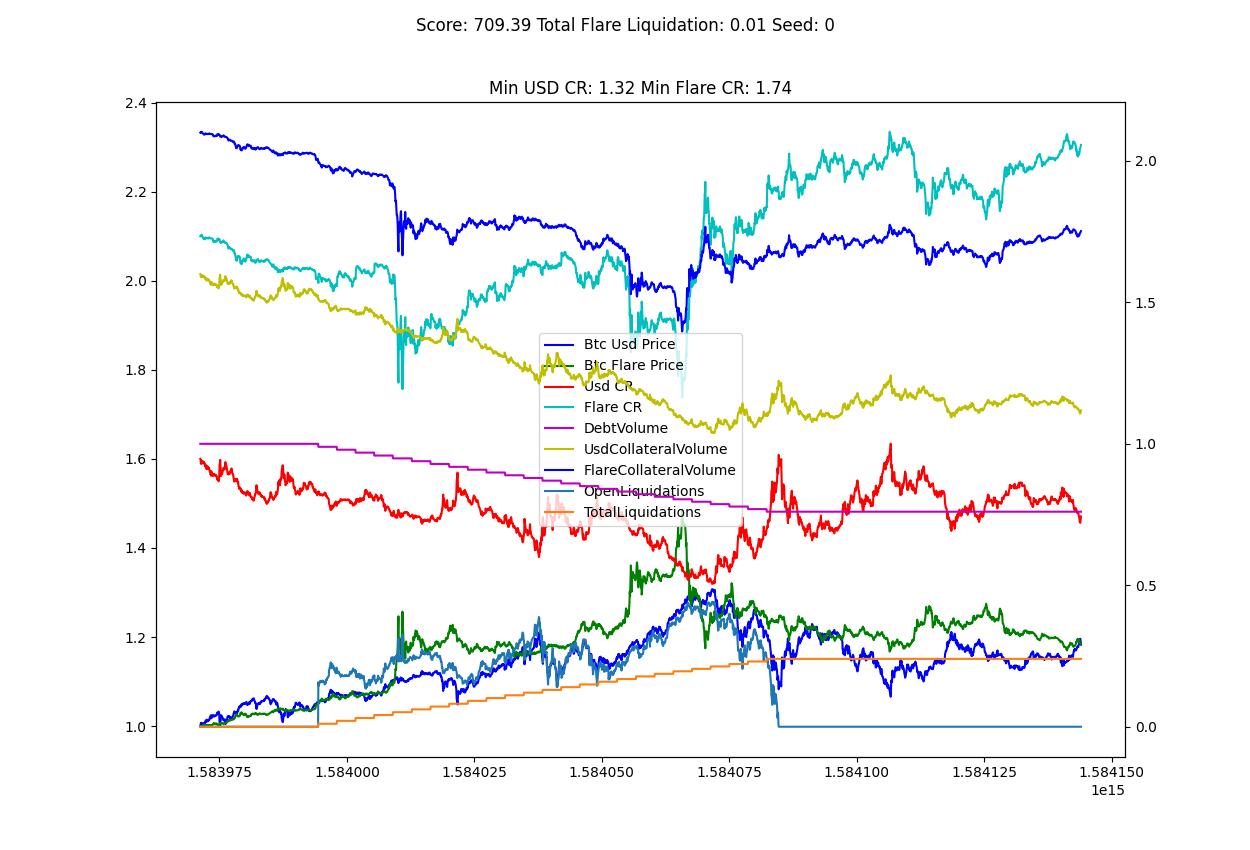 Score: 709.39 Total Flare Liquidation: 0.01 Seed: 0
Min USD CR: 1.32 Min Flare CR: 1.74
2.4
2.2
2.0
1.8
1.6
1.4
1.2
1.0
2.0
1.5
1.0
0.5
0.0
Btc Usd Price
Btc Flare Price
Usd CR
Flare CR
DebtVolume
UsdCollateralVolume
FlareCollateralVolume
OpenLiquidations
TotalLiquidations
1.583975 1.584000 1.584025 1.584050 1.584075 1.584100 1.584125 1.584150
1e15